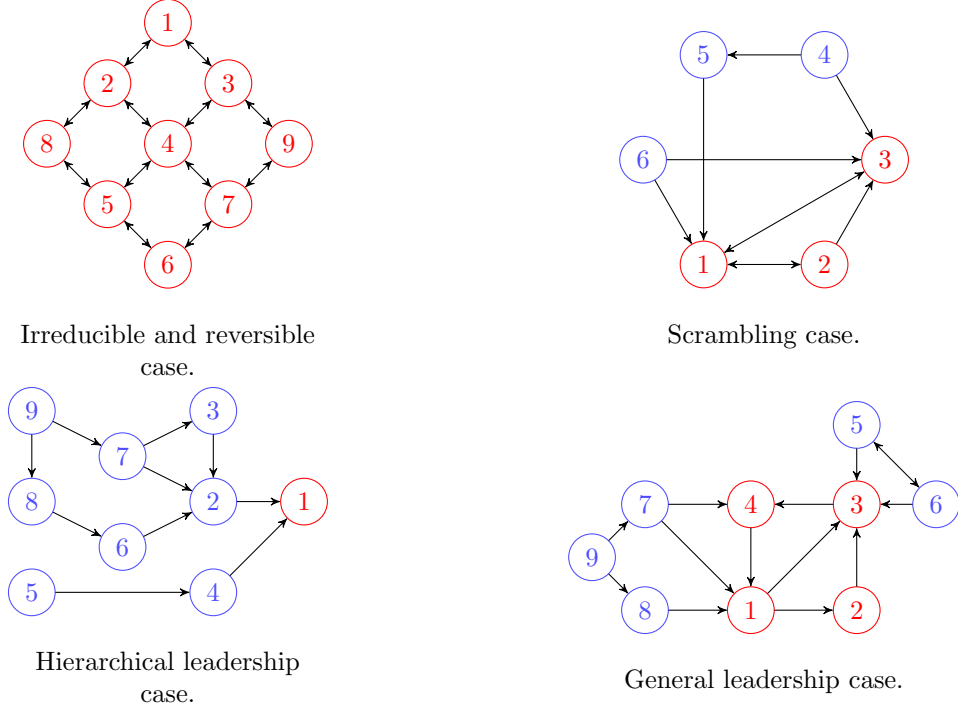 1
2 3
8 4 9
5 7
6
Irreducible and reversible
case.
5 4
6 3
1 2
Scrambling case.
9 3
7
8 2 1
6
5 4
Hierarchical leadership
case.
5
7 4 3 6
9
8 1 2
General leadership case.